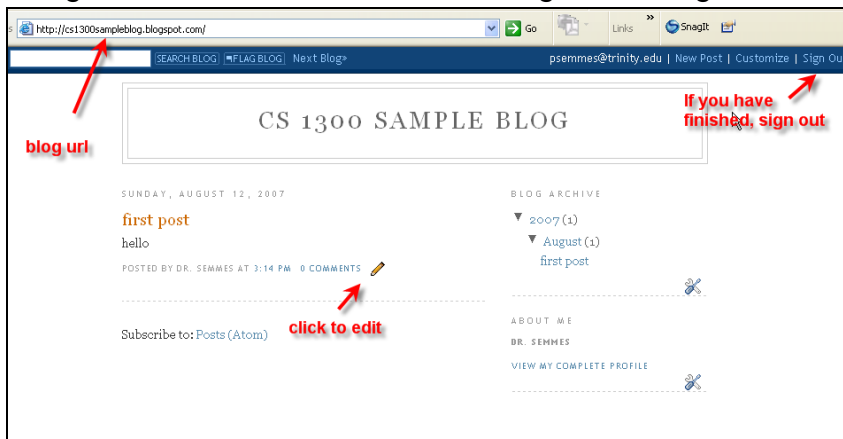 http://cs1300sampleblog.blogspot.com/ Go Links » SnagIt
SEARCH BLOG FLAG BLOG Next Blog» psemmes@trinity.edu | New Post | Customize | Sign Ou
If you have
finished, sign out
blog url
CS 1300 SAMPLE BLOG
SUNDAY, AUGUST 12, 2007
first post
hello
POSTED BY DR. SEMMES AT 3:14 PM 0 COMMENTS
click to edit
Subscribe to: Posts (Atom)
BLOG ARCHIVE
▼ 2007 (1)
▼ August (1)
first post
ABOUT ME
DR. SEMMES
VIEW MY COMPLETE PROFILE